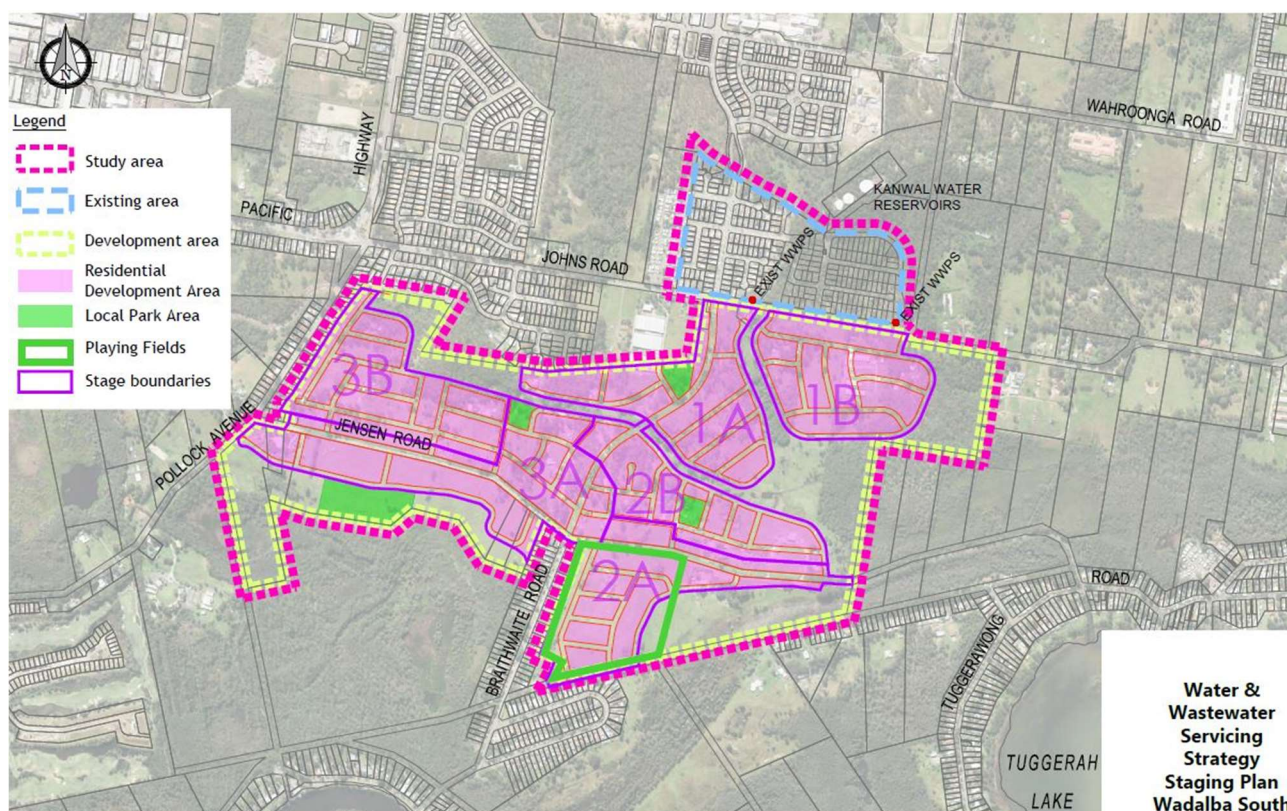 N
Legend
Study area
Existing area
Development area
Residential
Development Area
Local Park Area
Playing Fields
Stage boundaries
HIGHWAY
PACIFIC
JOHNS ROAD
WAHROONGA ROAD
KANWAL WATER
RESERVOIRS
EXIST WWPS
EXIST WWPS
3B
1A
1B
POLLOCK AVENUE
JENSEN ROAD
3A
2B
2A
BRAITHWAITE ROAD
ROAD
TUGGERAWONG
TUGGERAH
LAKE
Water &
Wastewater
Servicing
Strategy
Staging Plan
Wadalba South